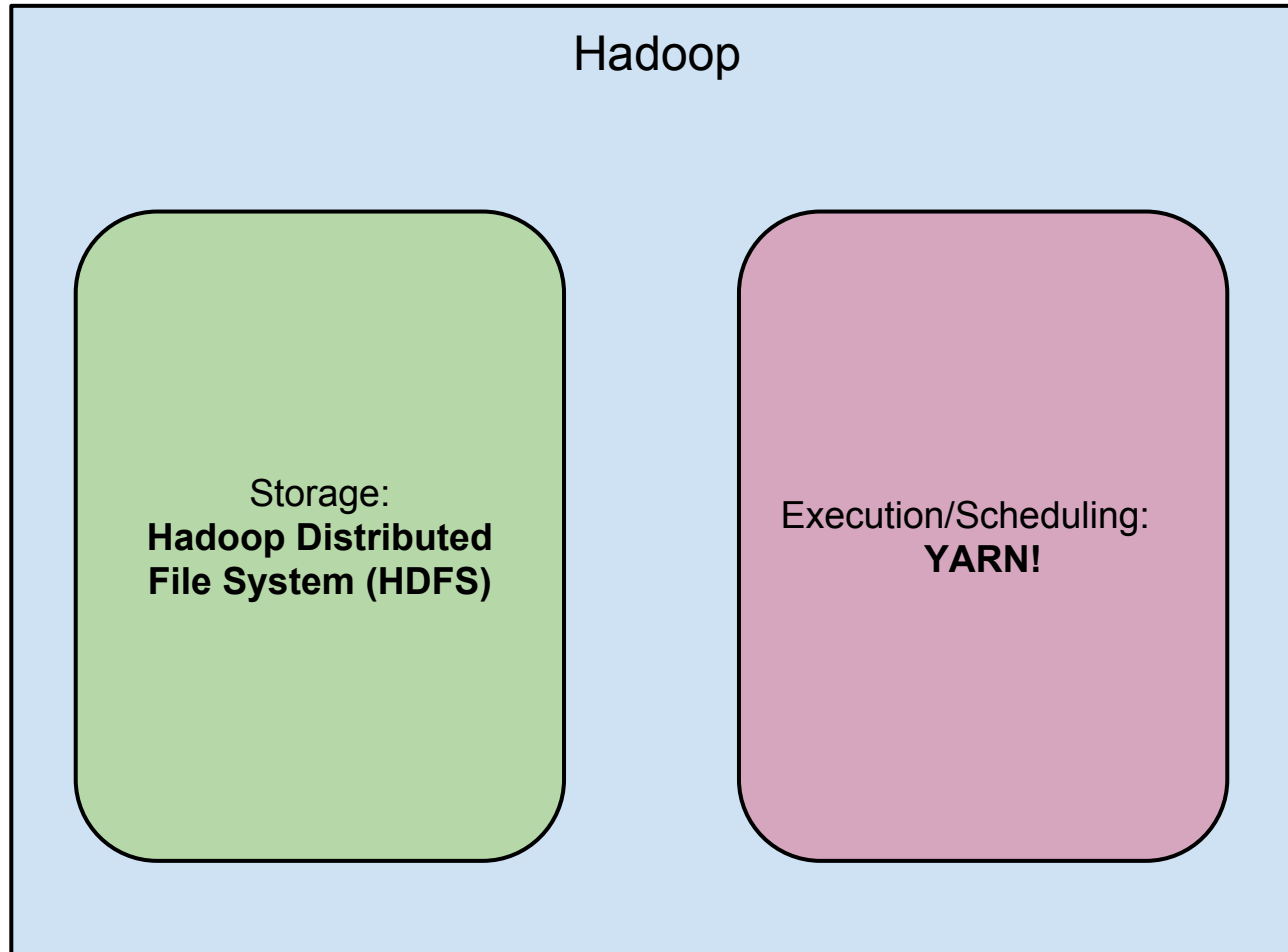 Hadoop
Storage:
Hadoop Distributed
File System (HDFS)
Execution/Scheduling:
YARN!